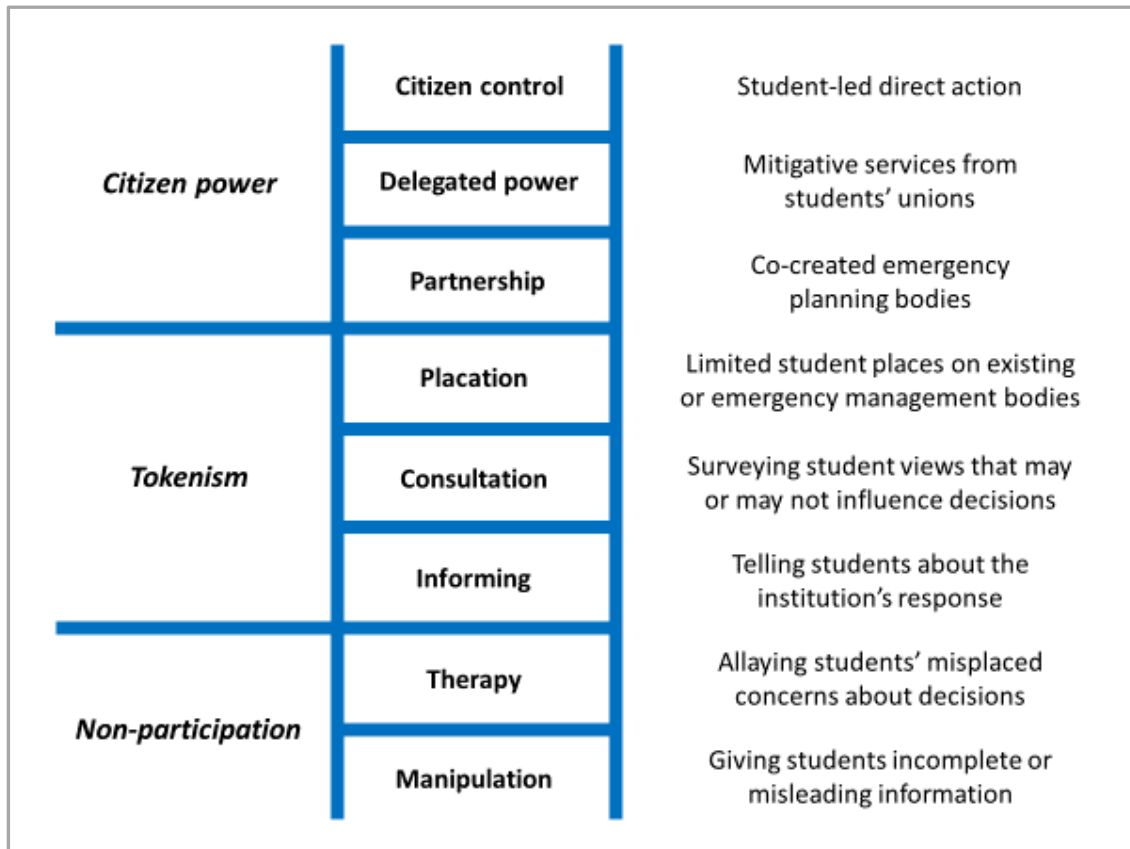 Citizen control
Student-led direct action
Citizen power
Delegated power
Mitigative services from
students’ unions
Partnership
Co-created emergency
planning bodies
Placation
Limited student places on existing
or emergency management bodies
Tokenism
Consultation
Surveying student views that may
or may not influence decisions
Informing
Telling students about the
institution’s response
Non-participation
Therapy
Allaying students’ misplaced
concerns about decisions
Manipulation
Giving students incomplete or
misleading information